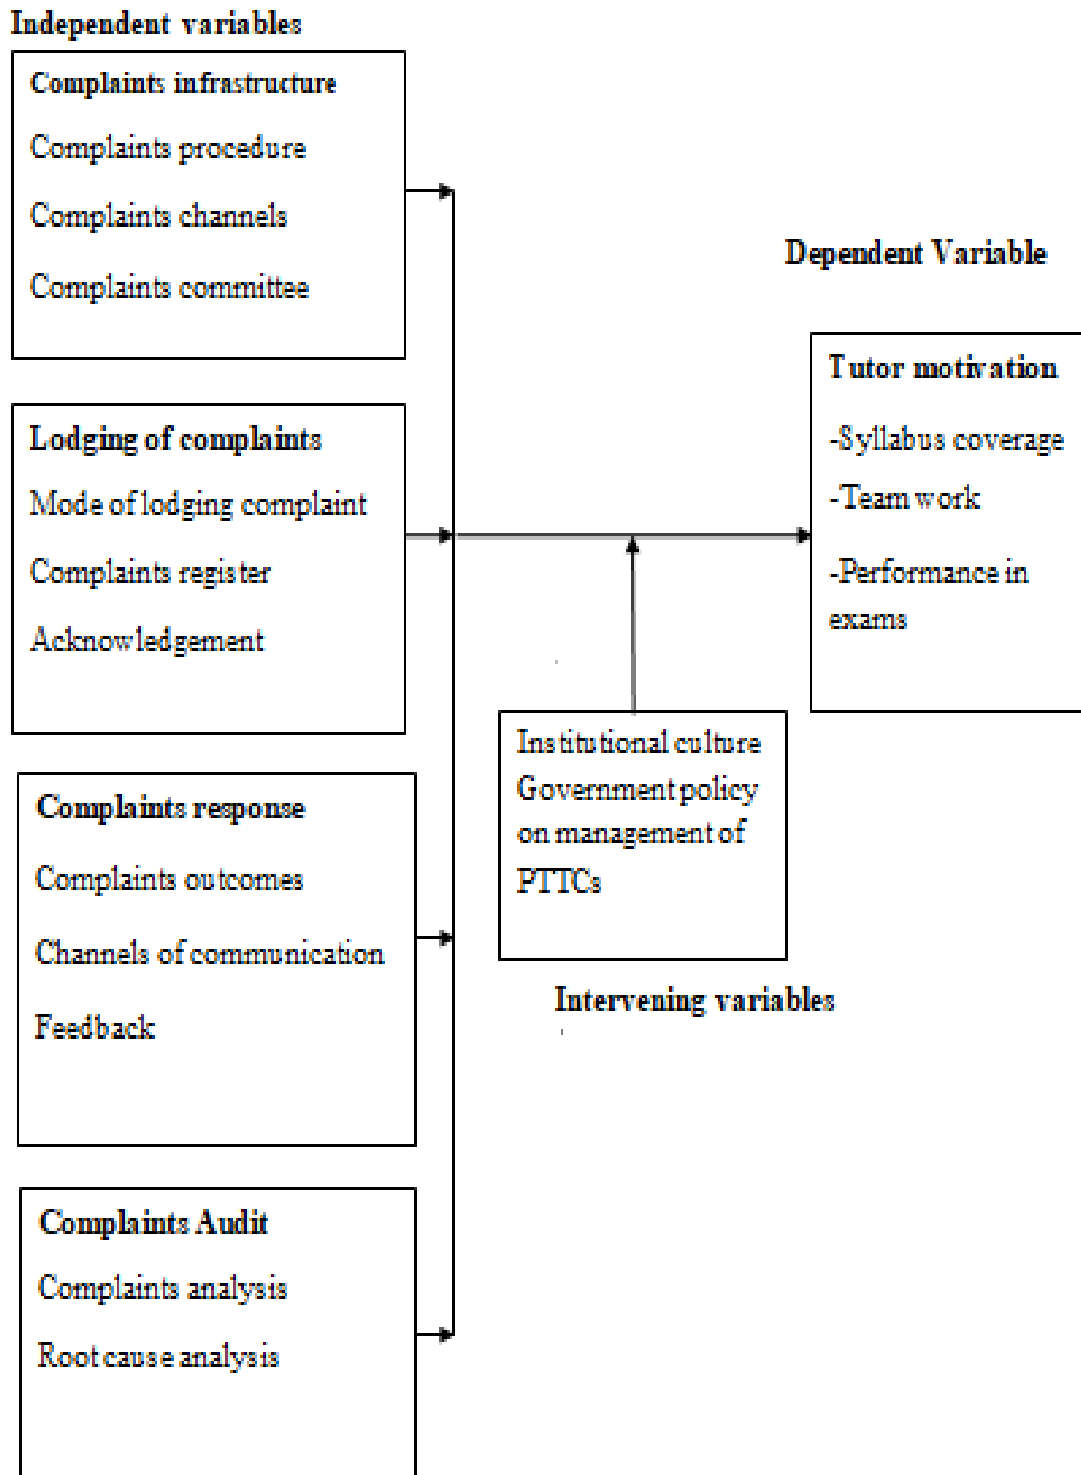 Independent variables
Complaints infrastructure
Complaints procedure
Complaints channels
Complaints committee
Lodging of complaints
Mode of lodging complaint
Complaints register
Acknowledgement
Complaints response
Complaints outcomes
Channels of communication
Feedback
Complaints Audit
Complaints analysis
Root cause analysis
Institutional culture
Government policy
on management of
PTTCs
Intervening variables
Dependent Variable
Tutor motivation
-Syllabus coverage
-Team work
-Performance in
exams